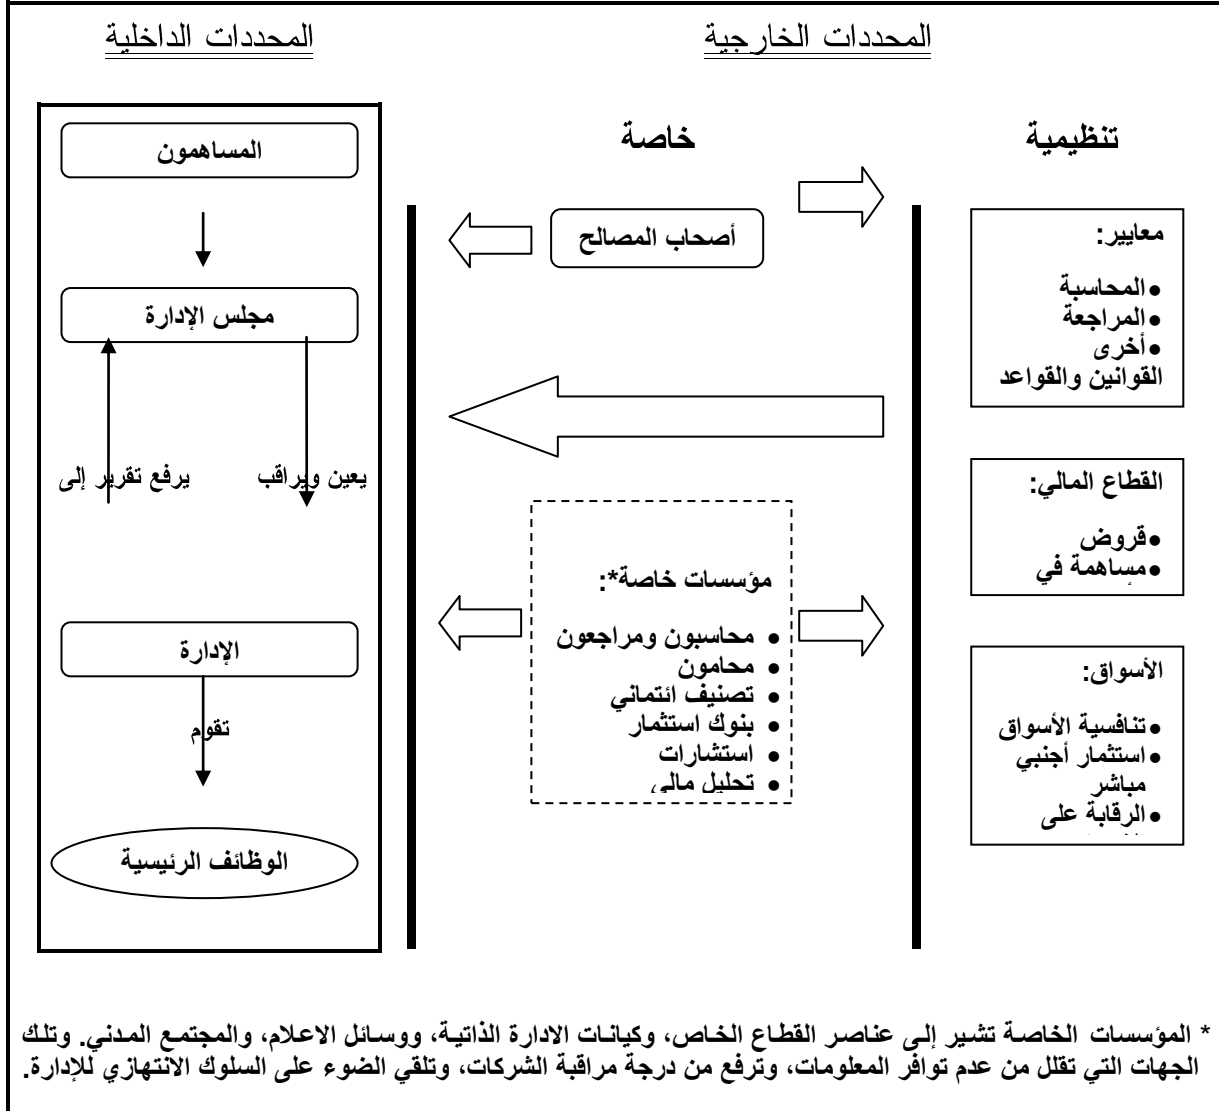 المحددات الخارجية
المحددات الداخلية
تنظيمية
خاصة
معايير:
●المحاسبة
●المراجعة
●أخرى
القوانين والقواعد
القطاع المالي:
●قروض
●مساهمة في
الأسواق:
●تنافسية الأسواق
●استثمار أجنبي
مباشر
●الرقابة على
أصحاب المصالح
مؤسسات خاصة*:
● محاسبون ومراجعون
● محامون
● تصنيف ائتماني
● بنوك استثمار
● استشارات
● تحليل مالي
المساهمون
مجلس الإدارة
يعين ويراقب
يرفع تقرير إلى
الإدارة
تقوم
الوظائف الرئيسية
* المؤسسات الخاصة تشير إلى عناصر القطاع الخاص، وكيانات الادارة الذاتية، ووسائل الاعلام، والمجتمع المدني. وتلك
الجهات التي تقلل من عدم توافر المعلومات، وترفع من درجة مراقبة الشركات، وتلقي الضوء على السلوك الانتهازي للإدارة.